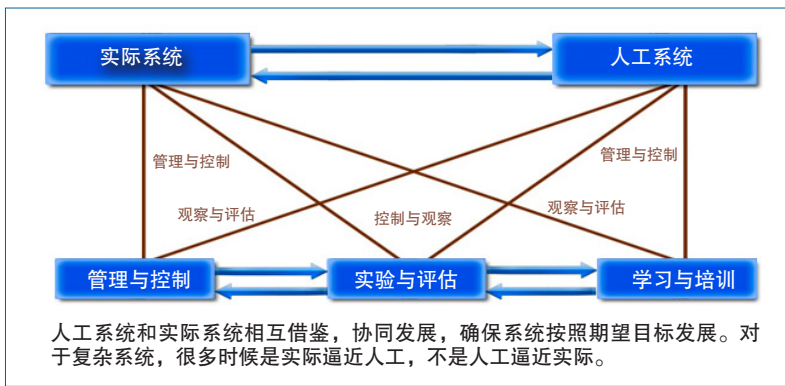 实际系统
人工系统
管理与控制
管理与控制
观察与评估
控制与观察
观察与评估
管理与控制
实验与评估
学习与培训
人工系统和实际系统相互借鉴，协同发展，确保系统按照期望目标发展。对
于复杂系统，很多时候是实际逼近人工，不是人工逼近实际。